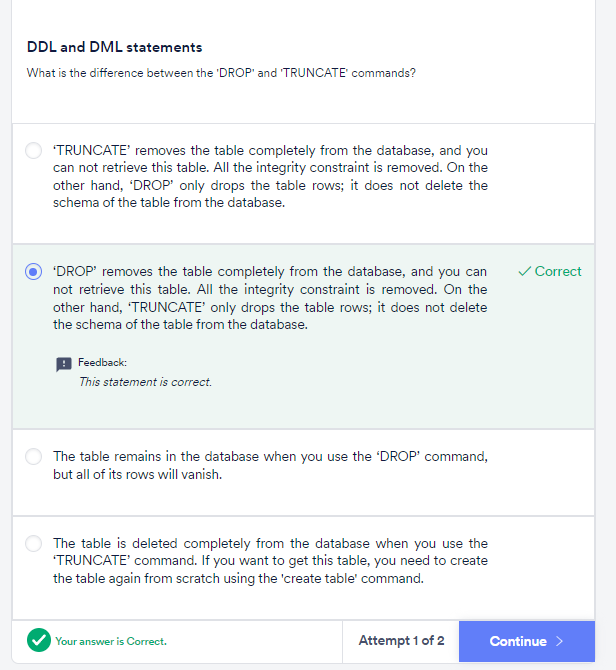 DDL and DML statements
What is the difference between the 'DROP' and 'TRUNCATE' commands?
‘TRUNCATE’ removes the table completely from the database, and you
can not retrieve this table. All the integrity constraint is removed. On the
other hand, ‘DROP’ only drops the table rows; it does not delete the
schema of the table from the database.
‘DROP’ removes the table completely from the database, and you can
not retrieve this table. All the integrity constraint is removed. On the
other hand, ‘TRUNCATE’ only drops the table rows; it does not delete
the schema of the table from the database.
Correct
Feedback:
This statement is correct.
The table remains in the database when you use the ‘DROP’ command,
but all of its rows will vanish.
The table is deleted completely from the database when you use the
‘TRUNCATE’ command. If you want to get this table, you need to create
the table again from scratch using the 'create table' command.
Your answer is Correct.
Attempt 1 of 2
Continue